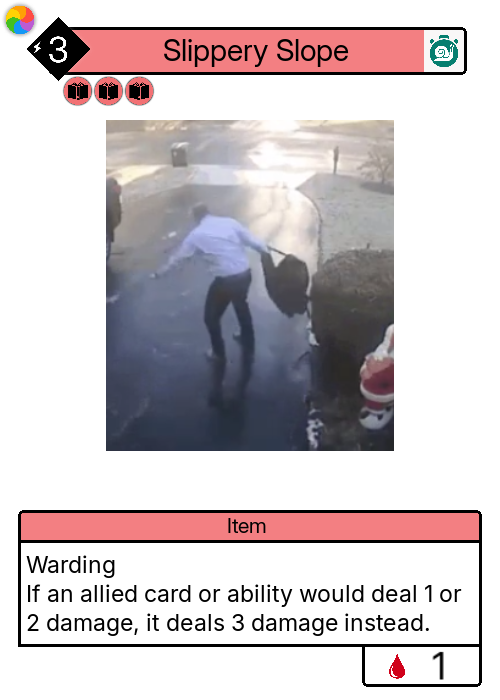 3
Slippery Slope
Item
Warding
If an allied card or ability would deal 1 or
2 damage, it deals 3 damage instead.
1